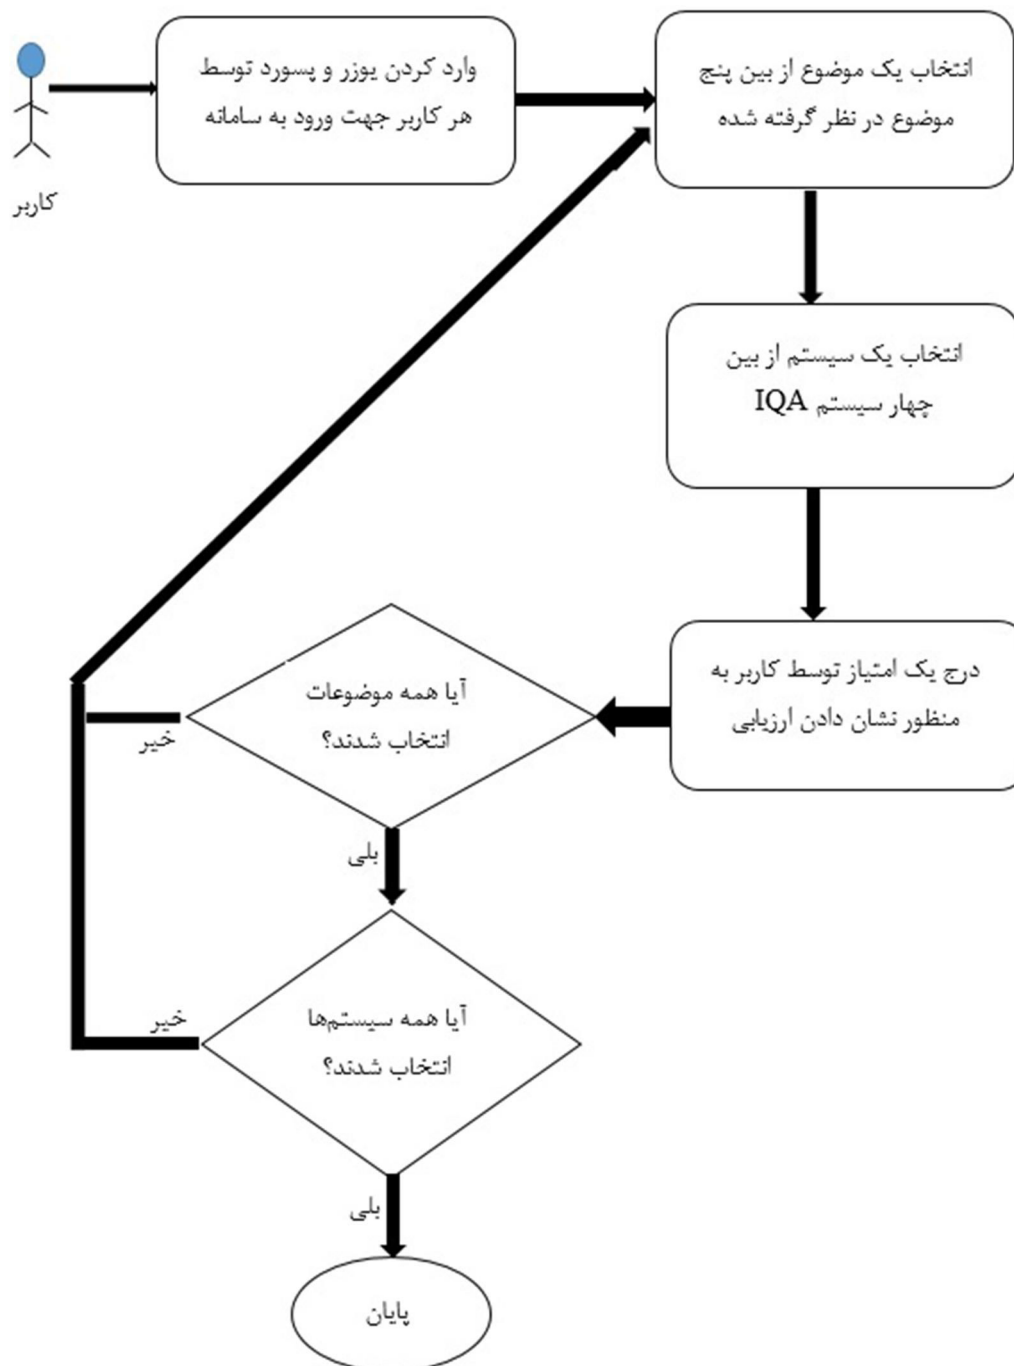 کاربر
وارد کردن یوزر و پسورد توسط
هر کاربر جهت ورود به سامانه
انتخاب یک موضوع از بین پنج
موضوع در نظر گرفته شده
انتخاب یک سیستم از بین
چهار سیستم IQA
درج یک امتیاز توسط کاربر به
منظور نشان دادن ارزیابی
آیا همه موضوعات
انتخاب شدند؟
خیر
بلی
آیا همه سیستم‌ها
انتخاب شدند؟
خیر
بلی
پایان